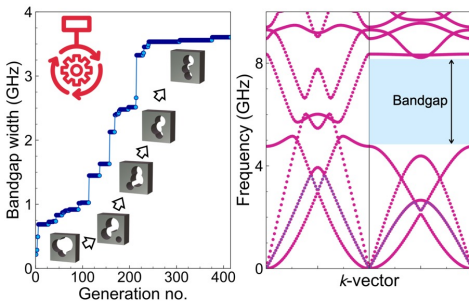 Bandgap width (GHz)
4
3
2
1
0
0 100 200 300 400
Generation no.
Frequency (GHz)
8
4
0
Bandgap
k-vector